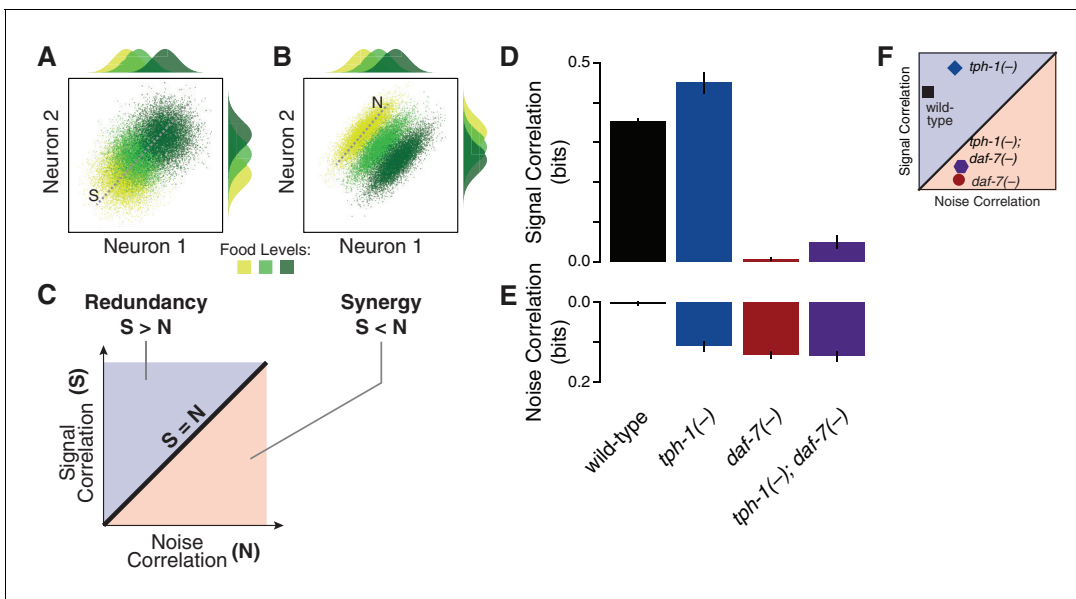 A
B
Neuron 2
S
Neuron 1
Neuron 2
N
Neuron 1
Food Levels:
C
Redundancy
S > N
Synergy
S < N
S = N
Signal
Correlation (S)
Noise
Correlation (N)
D
Signal Correlation
(bits)
0.5
0.0
E
Noise Correlation
(bits)
0.0
0.2
wild-type
tph-1(–)
daf-7(–)
tph-1(–); daf-7(–)
F
Signal Correlation
tph-1(–)
wild-
type
tph-1(–);
daf-7(–)
daf-7(–)
Noise Correlation